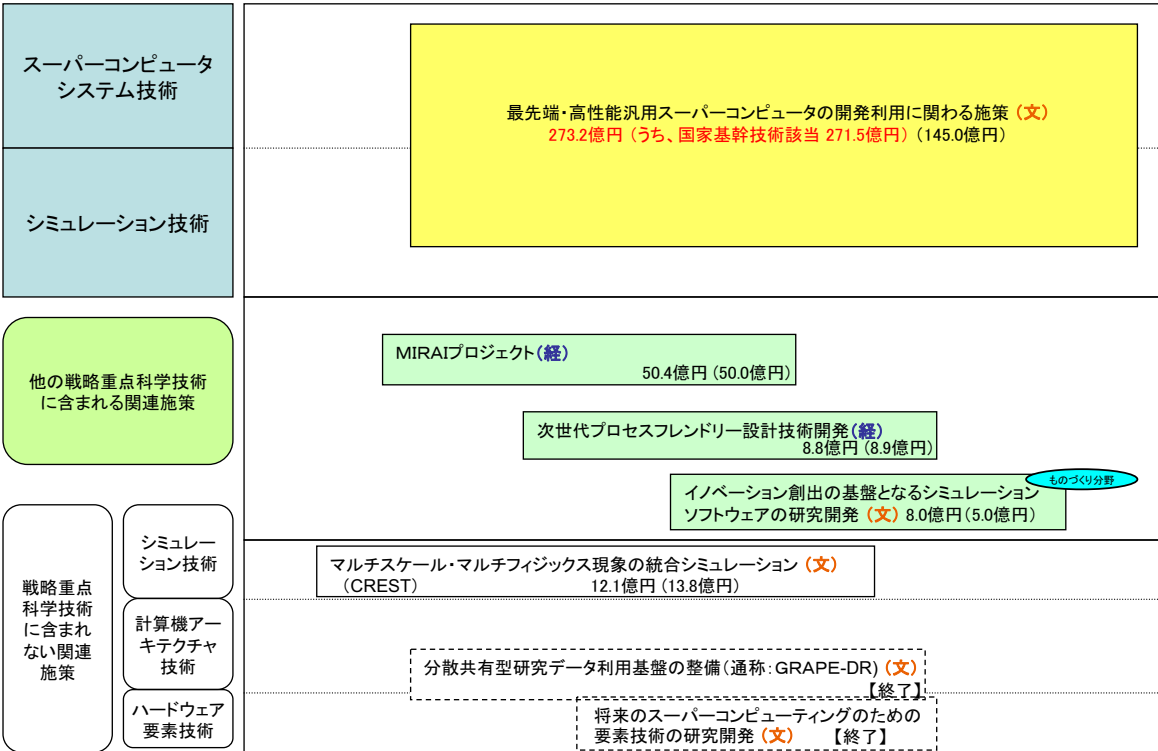 スーパーコンピュータ
システム技術
シミュレーション技術
最先端・高性能汎用スーパーコンピュータの開発利用に関わる施策(文)
273.2億円(うち、国家基幹技術該当 271.5億円)(145.0億円)
他の戦略重点科学技術
に含まれる関連施策
MIRAIプロジェクト(経)
50.4億円(50.0億円)
次世代プロセスフレンドリー設計技術開発(経)
8.8億円(8.9億円)
ものづくり分野
イノベーション創出の基盤となるシミュレーション
ソフトウェアの研究開発(文) 8.0億円(5.0億円)
戦略重点
科学技術
に含まれ
ない関連
施策
シミュレー
ション技術
マルチスケール・マルチフィジックス現象の統合シミュレーション(文)
(CREST) 12.1億円(13.8億円)
計算機アー
キテクチャ
技術
分散共有型研究データ利用基盤の整備(通称:GRAPE-DR)(文)
【終了】
ハードウェア
要素技術
将来のスーパーコンピューティングのための
要素技術の研究開発(文) 【終了】